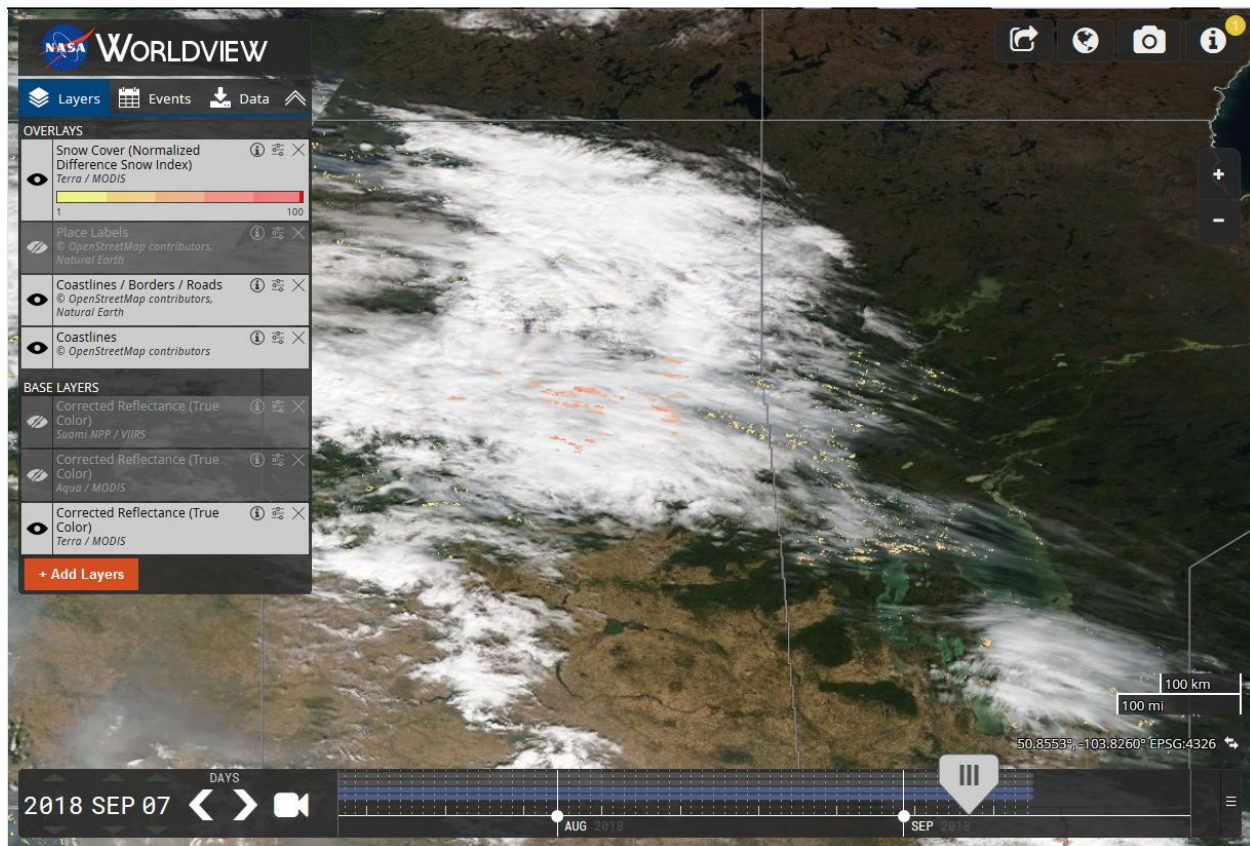 NASA WORLDVIEW
Layers Events Data
OVERLAYS
Snow Cover (Normalized
Difference Snow Index)
Terra / MODIS
1 100
Place Labels
© OpenStreetMap contributors,
Natural Earth
Coastlines / Borders / Roads
© OpenStreetMap contributors,
Natural Earth
Coastlines
© OpenStreetMap contributors
BASE LAYERS
Corrected Reflectance (True
Color)
Suomi NPP / VIIRS
Corrected Reflectance (True
Color)
Aqua / MODIS
Corrected Reflectance (True
Color)
Terra / MODIS
+ Add Layers
1
+
-
100 km
100 mi
50.8553°, -103.8260° EPSG:4326
DAYS
2018 SEP 07
AUG 2018
SEP 2018